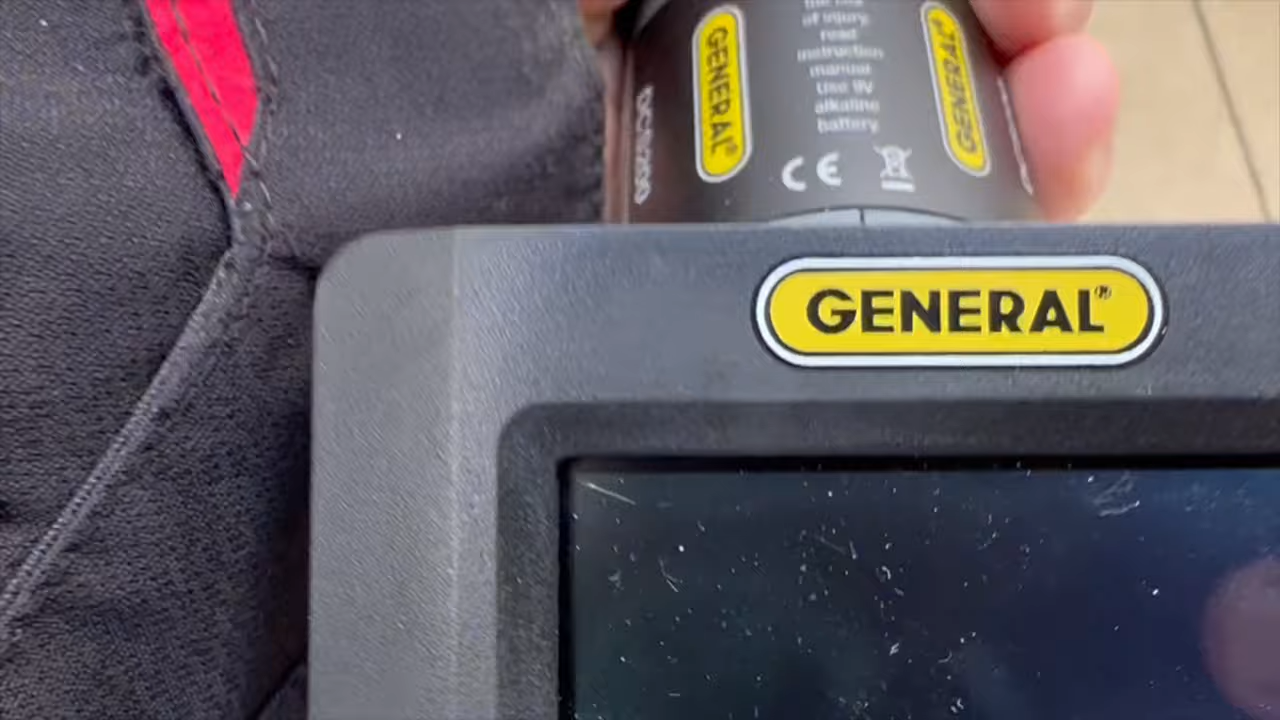 of injury,
read
instruction
manual
Use 9V
alkaline
battery.
GENERAL®
GENERAL®
CE
GENERAL®